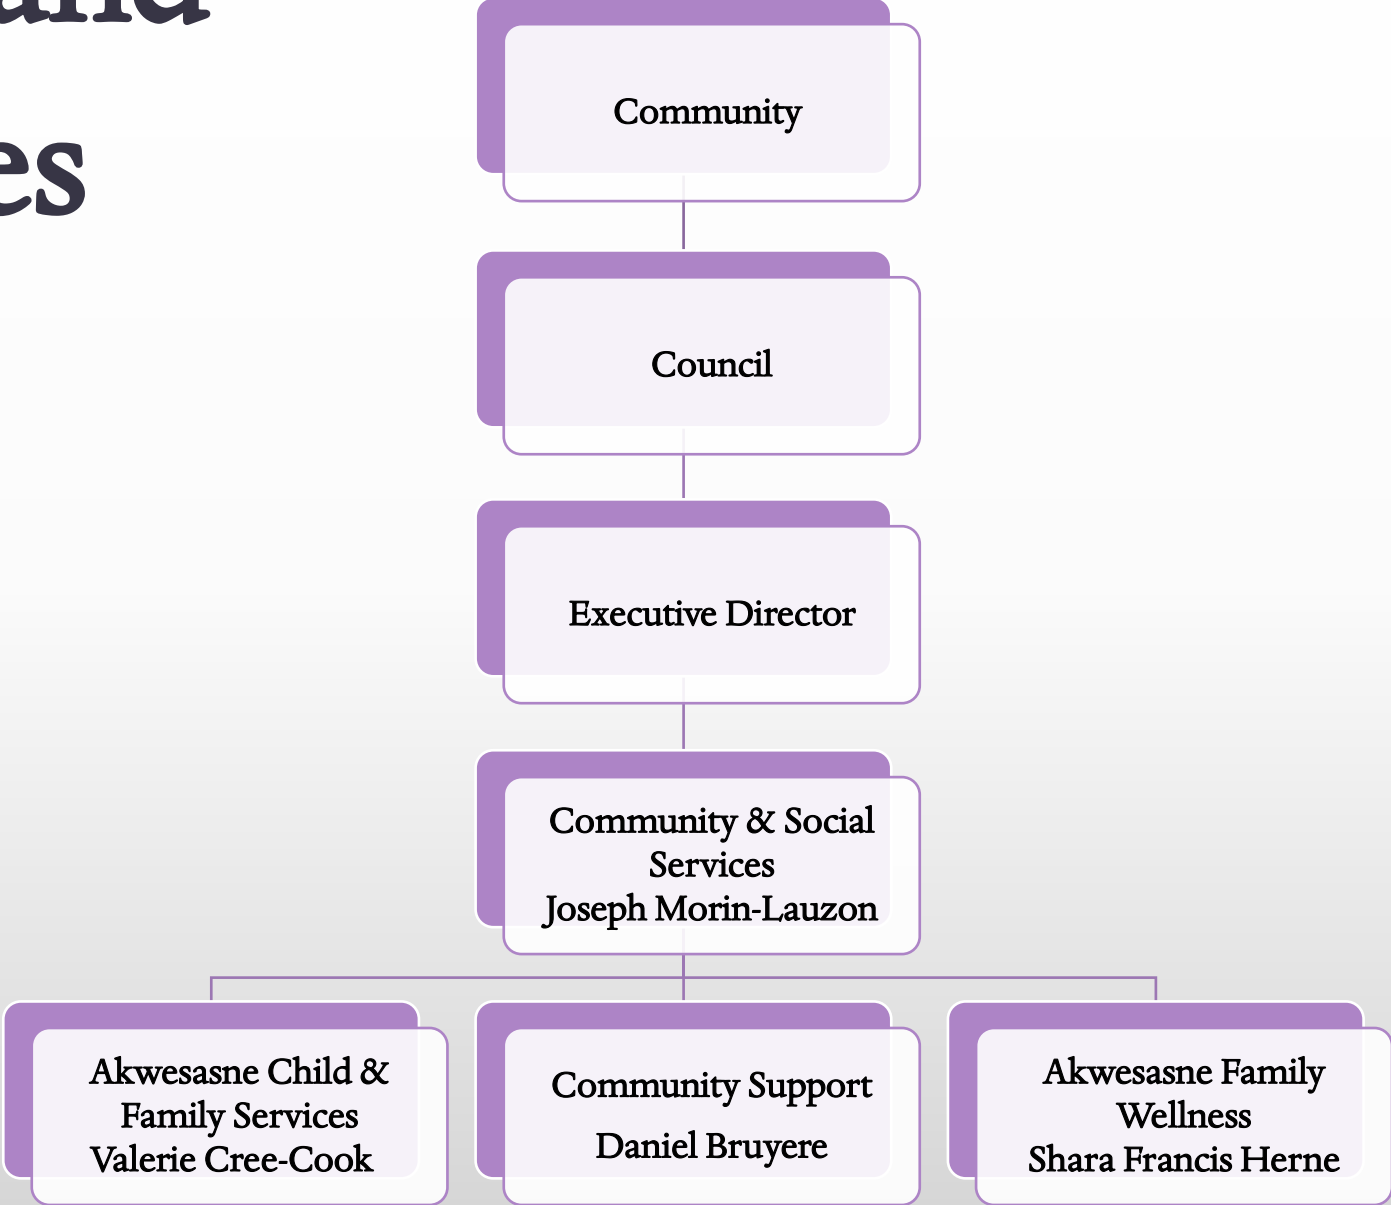 Community
Council
Executive Director
Community & Social
Services
Joseph Morin-Lauzon
Akwesasne Child &
Family Services
Valerie Cree-Cook
Community Support
Daniel Bruyere
Akwesasne Family
Wellness
Shara Francis Herne